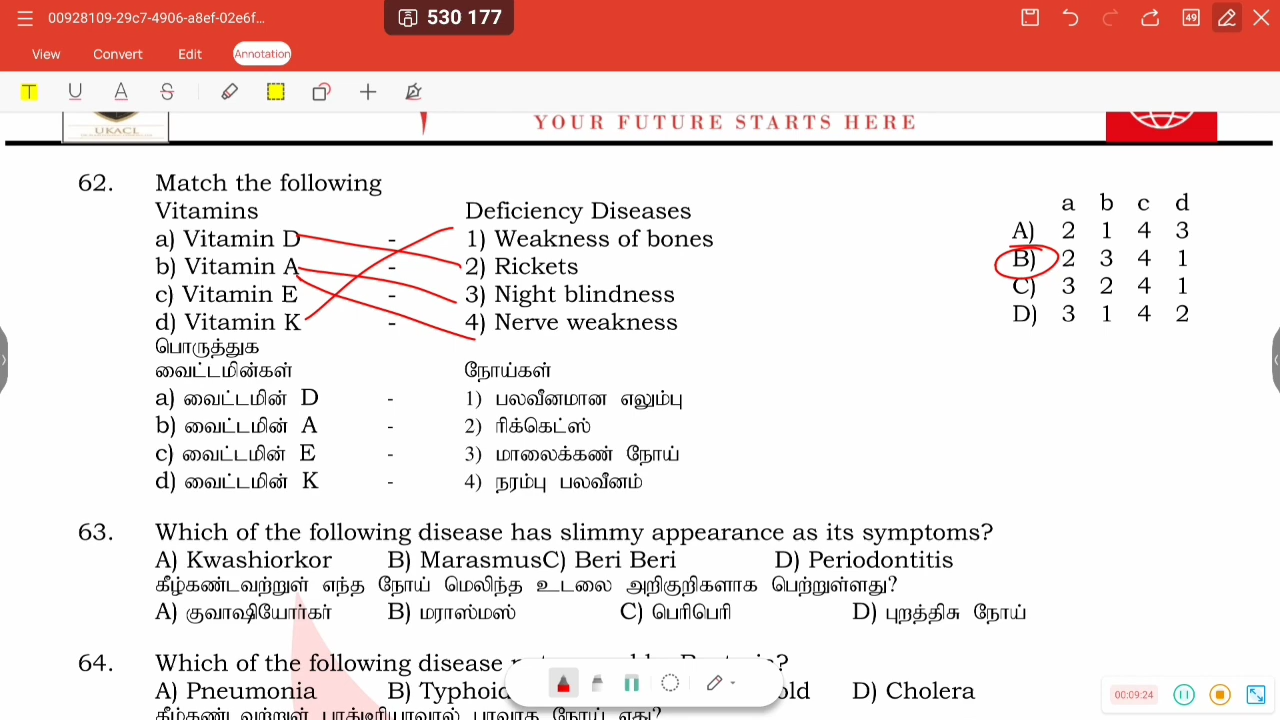 00928109-29c7-4906-a8ef-02e6f...
530 177
49
View Convert Edit Annotation
T U A S
UKACL
YOUR FUTURE STARTS HERE
62. Match the following
Vitamins Deficiency Diseases
a) Vitamin D - 1) Weakness of bones
b) Vitamin A - 2) Rickets
c) Vitamin E - 3) Night blindness
d) Vitamin K - 4) Nerve weakness
a b c d
A) 2 1 4 3
B) 2 3 4 1
C) 3 2 4 1
D) 3 1 4 2
பொருத்துக
வைட்டமின்கள் நோய்கள்
a) வைட்டமின் D - 1) பலவீனமான எலும்பு
b) வைட்டமின் A - 2) ரிக்கெட்ஸ்
c) வைட்டமின் E - 3) மாலைக்கண் நோய்
d) வைட்டமின் K - 4) நரம்பு பலவீனம்
63. Which of the following disease has slimmy appearance as its symptoms?
A) Kwashiorkor B) MarasmusC) Beri Beri D) Periodontitis
கீழ்கண்டவற்றுள் எந்த நோய் மெலிந்த உடலை அறிகுறிகளாக பெற்றுள்ளது?
A) குவாஷியோர்கர் B) மராஸ்மஸ் C) பெரிபெரி D) புறத்திசு நோய்
64. Which of the following disease
A) Pneumonia B) Typhoid D) Cholera
கீழ்கண்டவற்றுள் பாக்டீரியாவால் பரவாத நோய் எது?
00:09:24